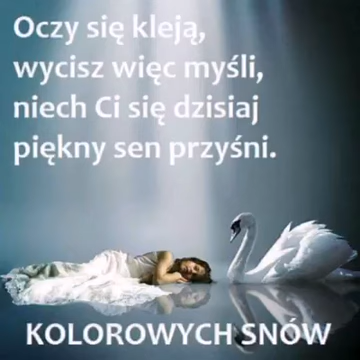 Oczy się kleją,
wycisz więc myśli,
niech Ci się dzisiaj
piękny sen przyśni.
KOLOROWYCH SNÓW